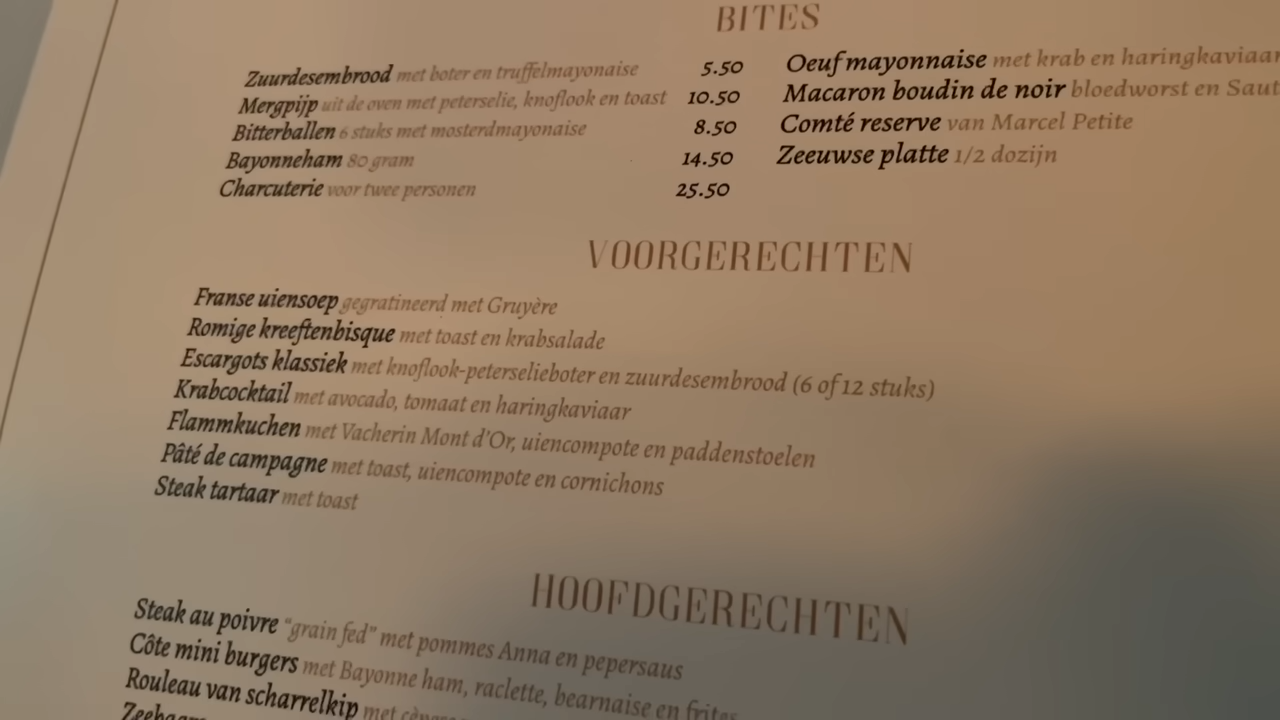 BITES
Zuurdesembrood met boter en truffelmayonaise 5.50
Mergpijp uit de oven met peterselie, knoflook en toast 10.50
Bitterballen 6 stuks met mosterdmayonaise 8.50
Bayonneham 80 gram 14.50
Charcuterie voor twee personen 25.50
Oeuf mayonnaise met krab en haringkaviaar
Macaron boudin de noir bloedworst en
Comté reserve van Marcel Petite
Zeeuwse platte 1/2 dozijn
VOORGERECHTEN
Franse uiensoep gegratineerd met Gruyère
Romige kreeftenbisque met toast en krabsalade
Escargots klassiek met knoflook-peterselieboter en zuurdesembrood (6 of 12 stuks)
Krabcocktail met avocado, tomaat en haringkaviaar
Flammkuchen met Vacherin Mont d'Or, uiencompote en paddenstoelen
Pâté de campagne met toast, uiencompote en cornichons
Steak tartaar met toast
HOOFDGERECHTEN
Steak au poivre "grain fed" met pommes Anna en pepersaus
Côte mini burgers met Bayonne ham, raclette, bearnaise en frites
Rouleau van scharrelkip met